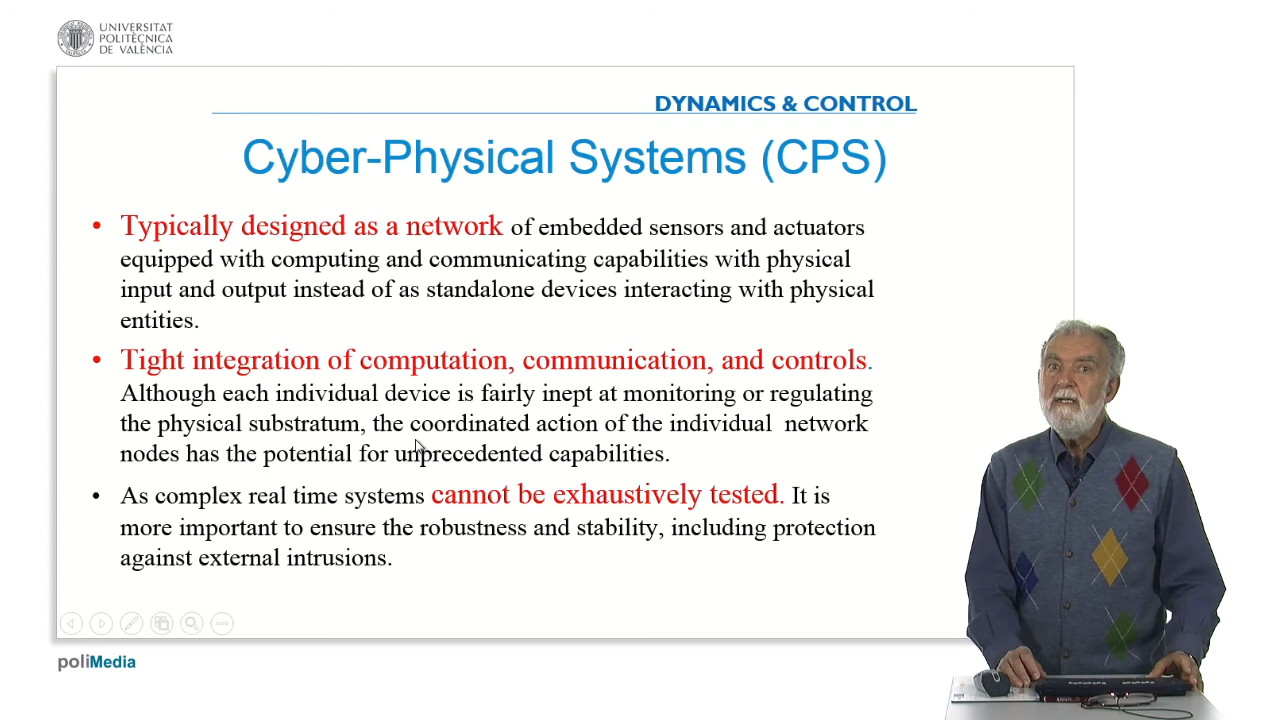 UNIVERSITAT
POLITÈCNICA
DE VALÈNCIA
DYNAMICS & CONTROL
Cyber-Physical Systems (CPS)
• Typically designed as a network of embedded sensors and actuators
equipped with computing and communicating capabilities with physical
input and output instead of as standalone devices interacting with physical
entities.
• Tight integration of computation, communication, and controls.
Although each individual device is fairly inept at monitoring or regulating
the physical substratum, the coordinated action of the individual network
nodes has the potential for unprecedented capabilities.
• As complex real time systems cannot be exhaustively tested. It is
more important to ensure the robustness and stability, including protection
against external intrusions.
poliMedia